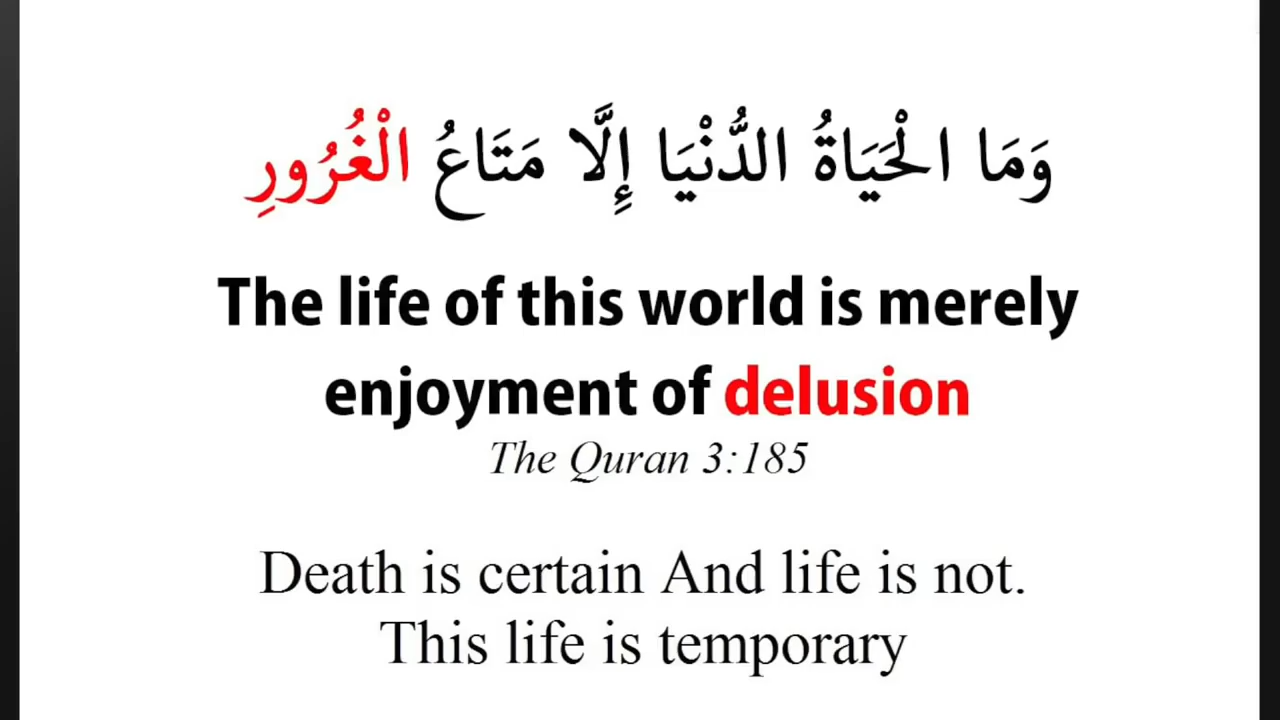 وَمَا الْحَيَاةُ الدُّنْيَا إِلَّا مَتَاعُ الْغُرُورِ
The life of this world is merely
enjoyment of delusion
The Quran 3:185
Death is certain And life is not.
This life is temporary